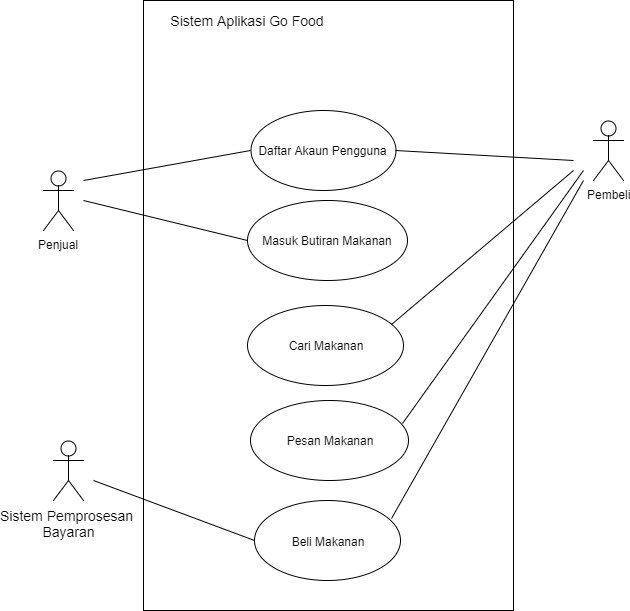 Sistem Aplikasi Go Food
Daftar Akaun Pengguna
Pembeli
Penjual
Masuk Butiran Makanan
Cari Makanan
Pesan Makanan
Sistem Pemprosesan
Bayaran
Beli Makanan